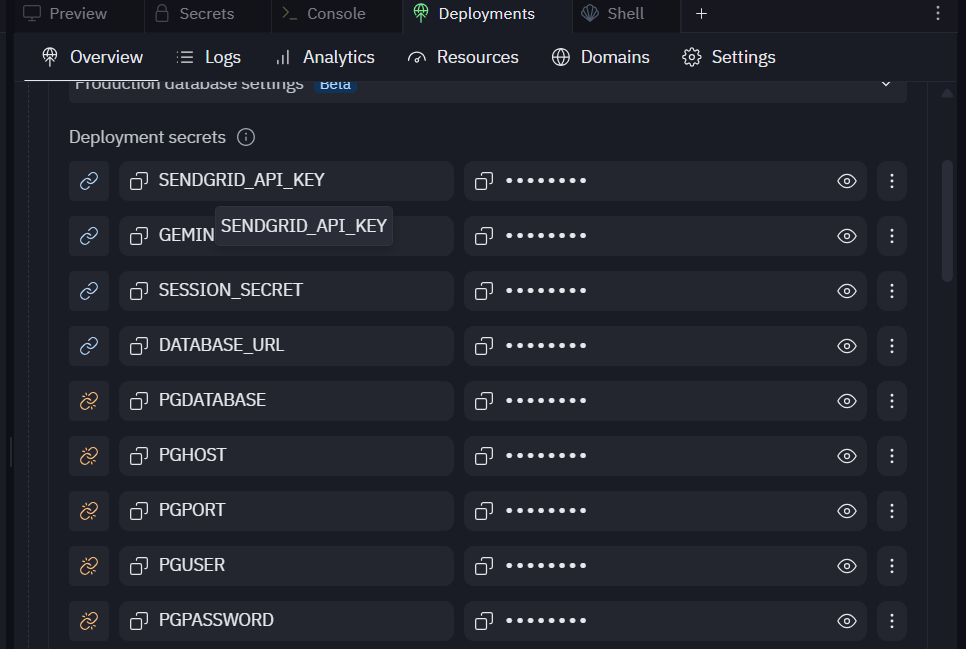 Preview Secrets Console Deployments Shell
Overview Logs Analytics Resources Domains Settings
Production database settings Beta
Deployment secrets
SENDGRID_API_KEY
SENDGRID_API_KEY
GEMIN
SESSION_SECRET
DATABASE_URL
PGDATABASE
PGHOST
PGPORT
PGUSER
PGPASSWORD